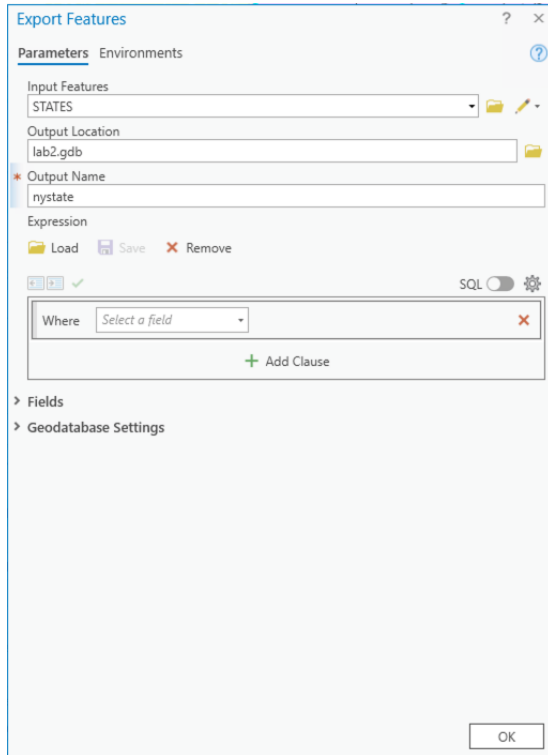 Export Features ? ×
Parameters Environments ?
Input Features
STATES
Output Location
lab2.gdb
* Output Name
nystate
Expression
Load Save Remove
SQL
Where Select a field
Add Clause
Fields
Geodatabase Settings
OK